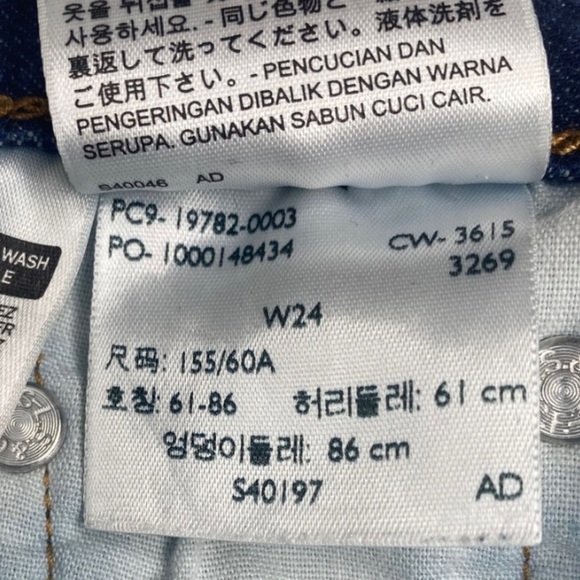 사용하세요. - 同じ色物と
裏返して洗ってください。液体洗剤を
ご使用下さい。- PENCUCIAN DAN
PENGERINGAN DIBALIK DENGAN WARNA
SERUPA. GUNAKAN SABUN CUCI CAIR.
S40046 AD
WASH
E
PC9- 19782-0003
PO- 1000148434
CW- 3615
3269
W24
尺码: 155/60A
호칭: 61-86 허리둘레: 61 cm
엉덩이둘레: 86 cm
S40197 AD